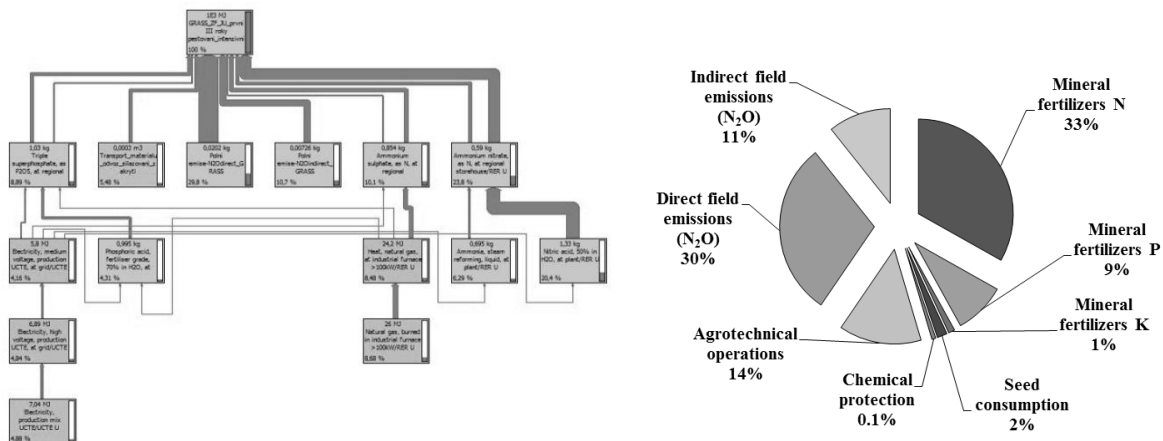 1E3 MJ
GRASS_ZF_JU_prvni
III roky
pestovani_intenzivni
100 %
1,03 kg
Triple
superphosphate, as
P2O5, at regional
8,89 %
0,0003 m3
Transport_materialu
5,48 %
0,0202 kg
Polni
emise-N2Odirect_G
RASS
29,8 %
0,00726 kg
Polni
emise-N2Oindirect_
GRASS
10,7 %
0,854 kg
Ammonium
sulphate, as N, at
regional
10,1 %
0,59 kg
Ammonium nitrate,
as N, at regional
storehouse/RER U
23,8 %
5,8 MJ
Electricity, medium
voltage, production
UCTE, at grid/UCTE
4,16 %
0,995 kg
Phosphoric acid,
fertiliser grade,
70% in H2O, at
4,31 %
24,2 MJ
Heat, natural gas,
at industrial furnace
>100kW/RER U
8,48 %
0,695 kg
Ammonia, steam
reforming, liquid, at
plant/RER U
6,29 %
1,33 kg
Nitric acid, 50% in
H2O, at plant/RER U
20,4 %
6,89 MJ
Electricity, high
voltage, production
UCTE, at grid/UCTE
4,84 %
26 MJ
Natural gas, burned
in industrial furnace
>100kW/RER U
8,68 %
7,04 MJ
Electricity,
production mix
UCTE/UCTE U
4,88 %
Indirect field
emissions
(N₂O)
11%
Mineral
fertilizers N
33%
Direct field
emissions
(N₂O)
30%
Mineral
fertilizers P
9%
Mineral
fertilizers K
1%
Agrotechnical
operations
14%
Chemical
protection
0.1%
Seed
consumption
2%